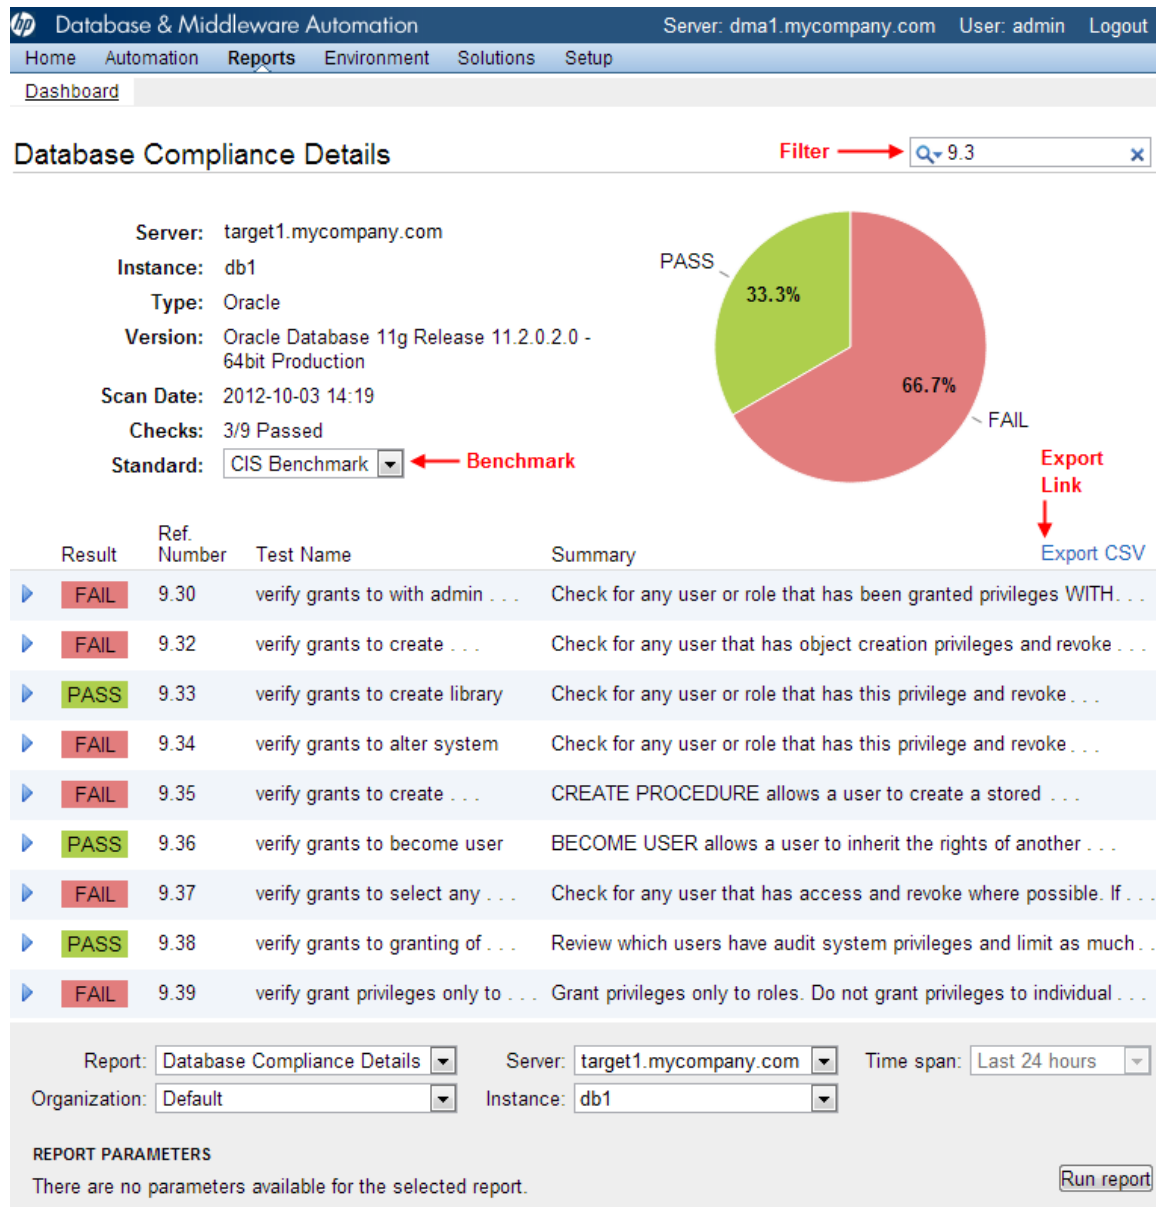 hp Database & Middleware Automation Server: dma1.mycompany.com User: admin Logout
Home Automation Reports Environment Solutions Setup
Dashboard
Database Compliance Details Filter 9.3
Server: target1.mycompany.com
Instance: db1
Type: Oracle
Version: Oracle Database 11g Release 11.2.0.2.0 -
64bit Production
Scan Date: 2012-10-03 14:19
Checks: 3/9 Passed
Standard: CIS Benchmark Benchmark
PASS
33.3%
66.7%
FAIL
Export
Link
Export CSV
Result Ref. Number Test Name Summary
FAIL 9.30 verify grants to with admin . . . Check for any user or role that has been granted privileges WITH. . .
FAIL 9.32 verify grants to create . . . Check for any user that has object creation privileges and revoke . . .
PASS 9.33 verify grants to create library Check for any user or role that has this privilege and revoke . . .
FAIL 9.34 verify grants to alter system Check for any user or role that has this privilege and revoke . . .
FAIL 9.35 verify grants to create . . . CREATE PROCEDURE allows a user to create a stored . . .
PASS 9.36 verify grants to become user BECOME USER allows a user to inherit the rights of another . . .
FAIL 9.37 verify grants to select any . . . Check for any user that has access and revoke where possible. If . . .
PASS 9.38 verify grants to granting of . . . Review which users have audit system privileges and limit as much . .
FAIL 9.39 verify grant privileges only to . . . Grant privileges only to roles. Do not grant privileges to individual . . .
Report: Database Compliance Details Server: target1.mycompany.com Time span: Last 24 hours
Organization: Default Instance: db1
REPORT PARAMETERS
There are no parameters available for the selected report. Run report